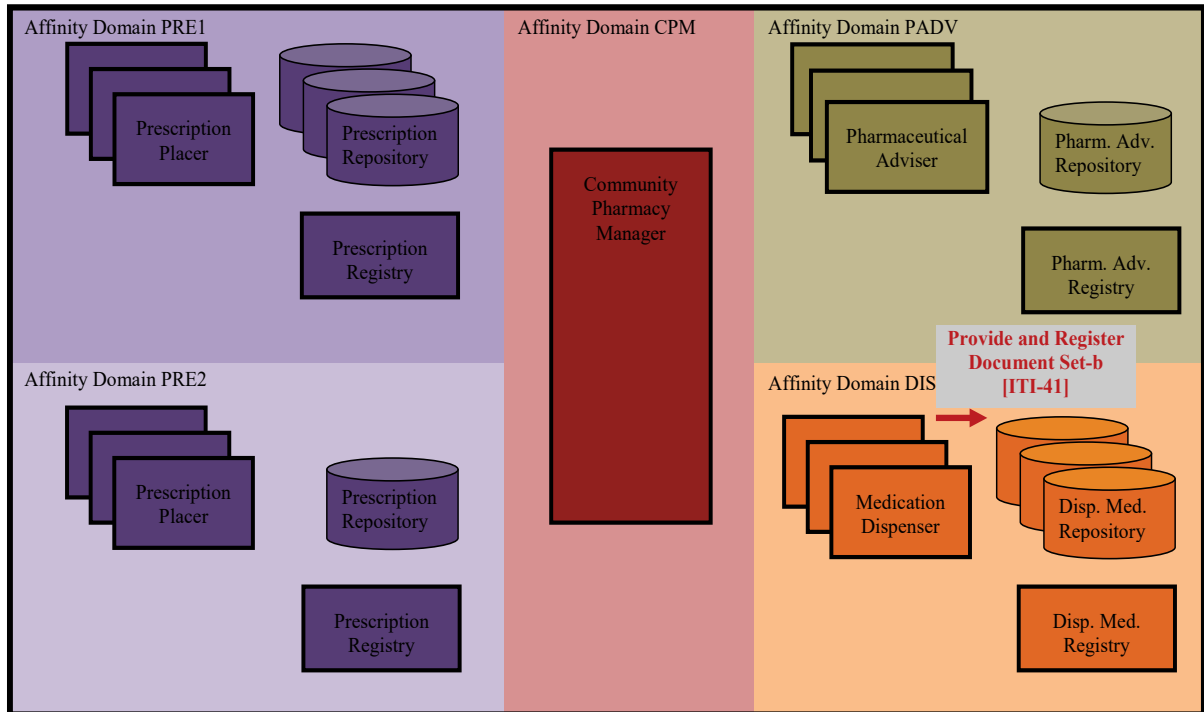 Affinity Domain PRE1
Prescription
Placer
Prescription
Repository
Prescription
Registry
Affinity Domain CPM
Community
Pharmacy
Manager
Affinity Domain PADV
Pharmaceutical
Adviser
Pharm. Adv.
Repository
Pharm. Adv.
Registry
Affinity Domain PRE2
Prescription
Placer
Prescription
Repository
Prescription
Registry
Provide and Register
Document Set-b
[ITI-41]
Affinity Domain DIS
Medication
Dispenser
Disp. Med.
Repository
Disp. Med.
Registry